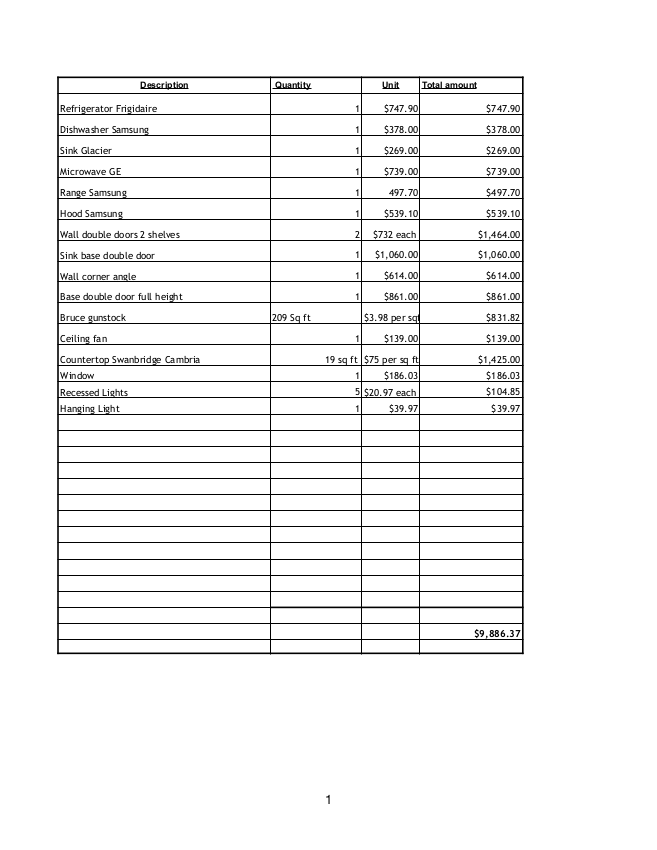 Description Quantity Unit Total amount
Refrigerator Frigidaire 1 $747.90 $747.90
Dishwasher Samsung 1 $378.00 $378.00
Sink Glacier 1 $269.00 $269.00
Microwave GE 1 $739.00 $739.00
Range Samsung 1 497.70 $497.70
Hood Samsung 1 $539.10 $539.10
Wall double doors 2 shelves 2 $732 each $1,464.00
Sink base double door 1 $1,060.00 $1,060.00
Wall corner angle 1 $614.00 $614.00
Base double door full height 1 $861.00 $861.00
Bruce gunstock 209 Sq ft $3.98 per sqf $831.82
Ceiling fan 1 $139.00 $139.00
Countertop Swanbridge Cambria 19 sq ft $75 per sq ft $1,425.00
Window 1 $186.03 $186.03
Recessed Lights 5 $20.97 each $104.85
Hanging Light 1 $39.97 $39.97
$9,886.37
1